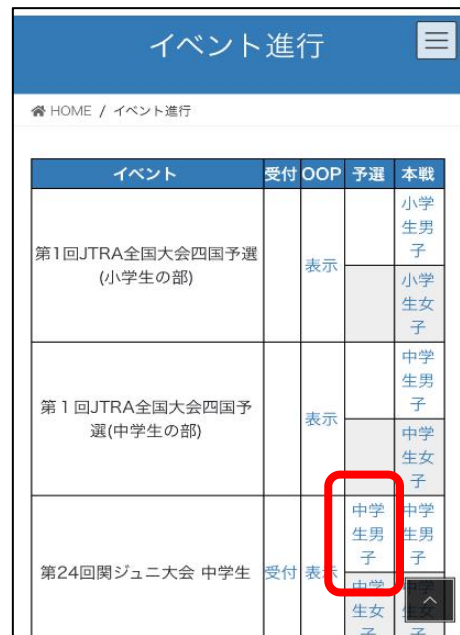 イベント進行
HOME / イベント進行
イベント 受付 OOP 予選 本戦
第1回JTRA全国大会四国予選
(小学生の部)
表示
小学
生男
子
小学
生女
子
第１回JTRA全国大会四国予
選(中学生の部)
表示
中学
生男
子
中学
生女
子
第24回関ジュニ大会 中学生
受付
表示
中学
生男
子
中学
生男
子
中学
生女
子
中学
生女
子